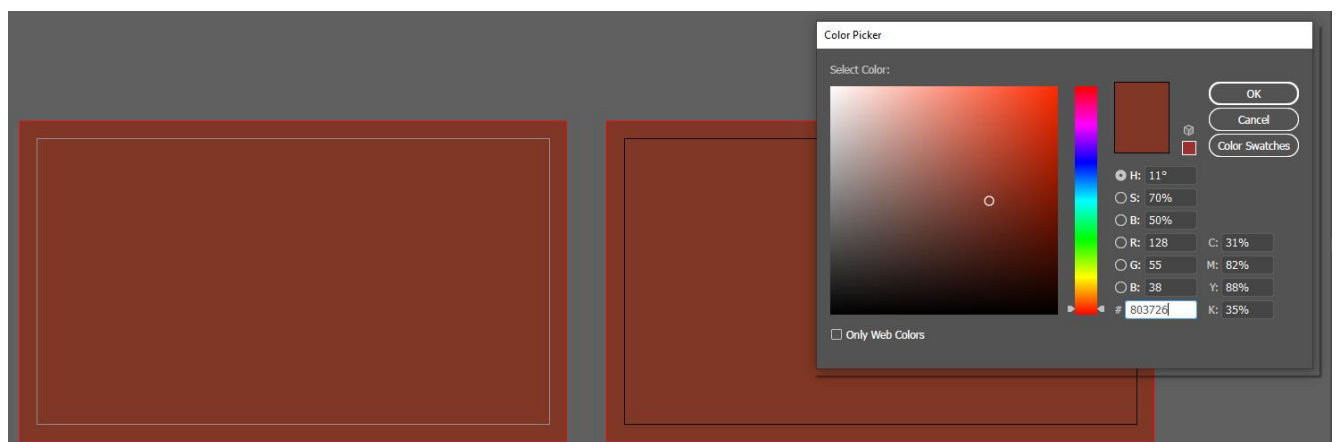 Color Picker
Select Color:
OK
Cancel
Color Swatches
H: 11°
S: 70%
B: 50%
R: 128 C: 31%
G: 55 M: 82%
B: 38 Y: 88%
# 803726 K: 35%
Only Web Colors